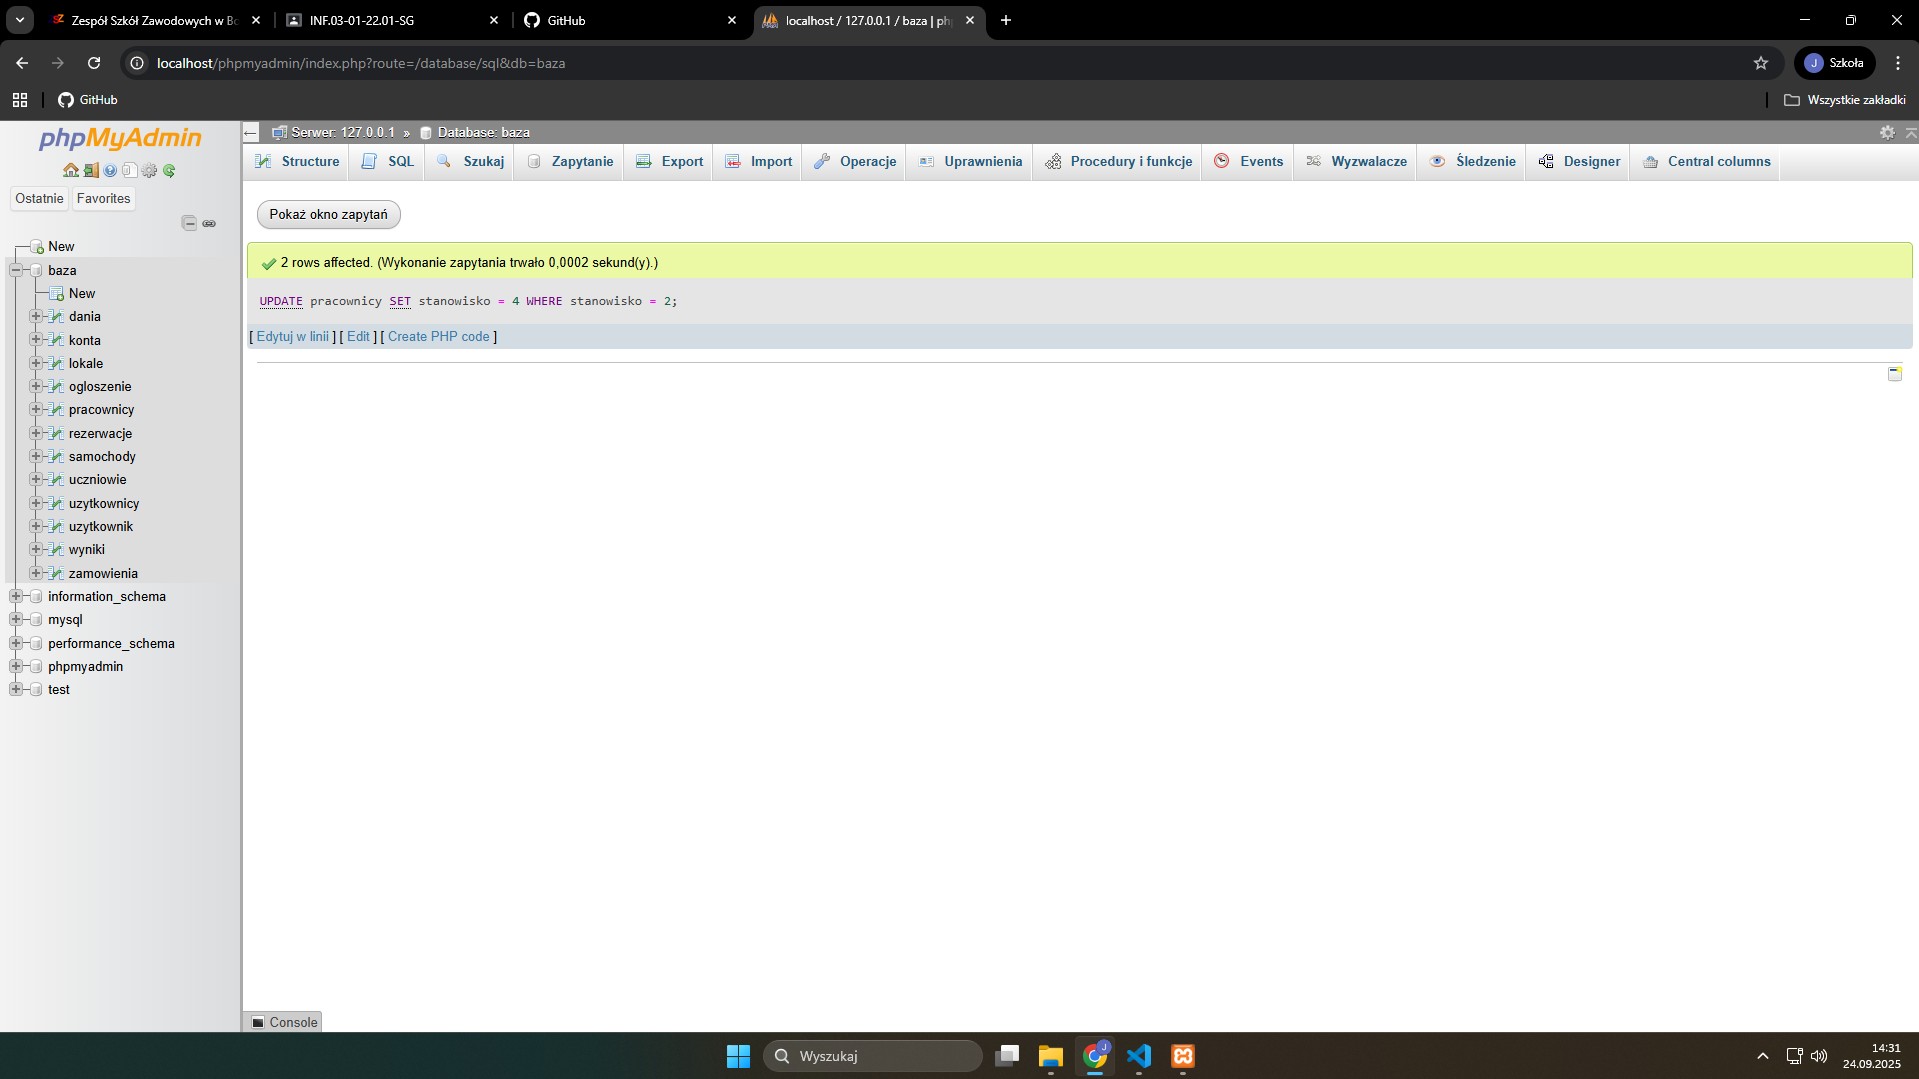 Zespół Szkół Zawodowych w Bo
INF.03-01-22.01-SG
GitHub
localhost / 127.0.0.1 / baza | ph
localhost/phpmyadmin/index.php?route=/database/sql&db=baza
J Szkoła
GitHub
Wszystkie zakładki
phpMyAdmin
Serwer: 127.0.0.1 » Database: baza
Structure SQL Szukaj Zapytanie Export Import Operacje Uprawnienia Procedury i funkcje Events Wyzwalacze Śledzenie Designer Central columns
Ostatnie Favorites
Pokaż okno zapytań
New
baza
New
dania
konta
lokale
ogloszenie
pracownicy
rezerwacje
samochody
uczniowie
uzytkownicy
uzytkownik
wyniki
zamowienia
information_schema
mysql
performance_schema
phpmyadmin
test
2 rows affected. (Wykonanie zapytania trwało 0,0002 sekund(y).)
UPDATE pracownicy SET stanowisko = 4 WHERE stanowisko = 2;
[ Edytuj w linii ] [ Edit ] [ Create PHP code ]
Console
Wyszukaj
J
14:31
24.09.2025